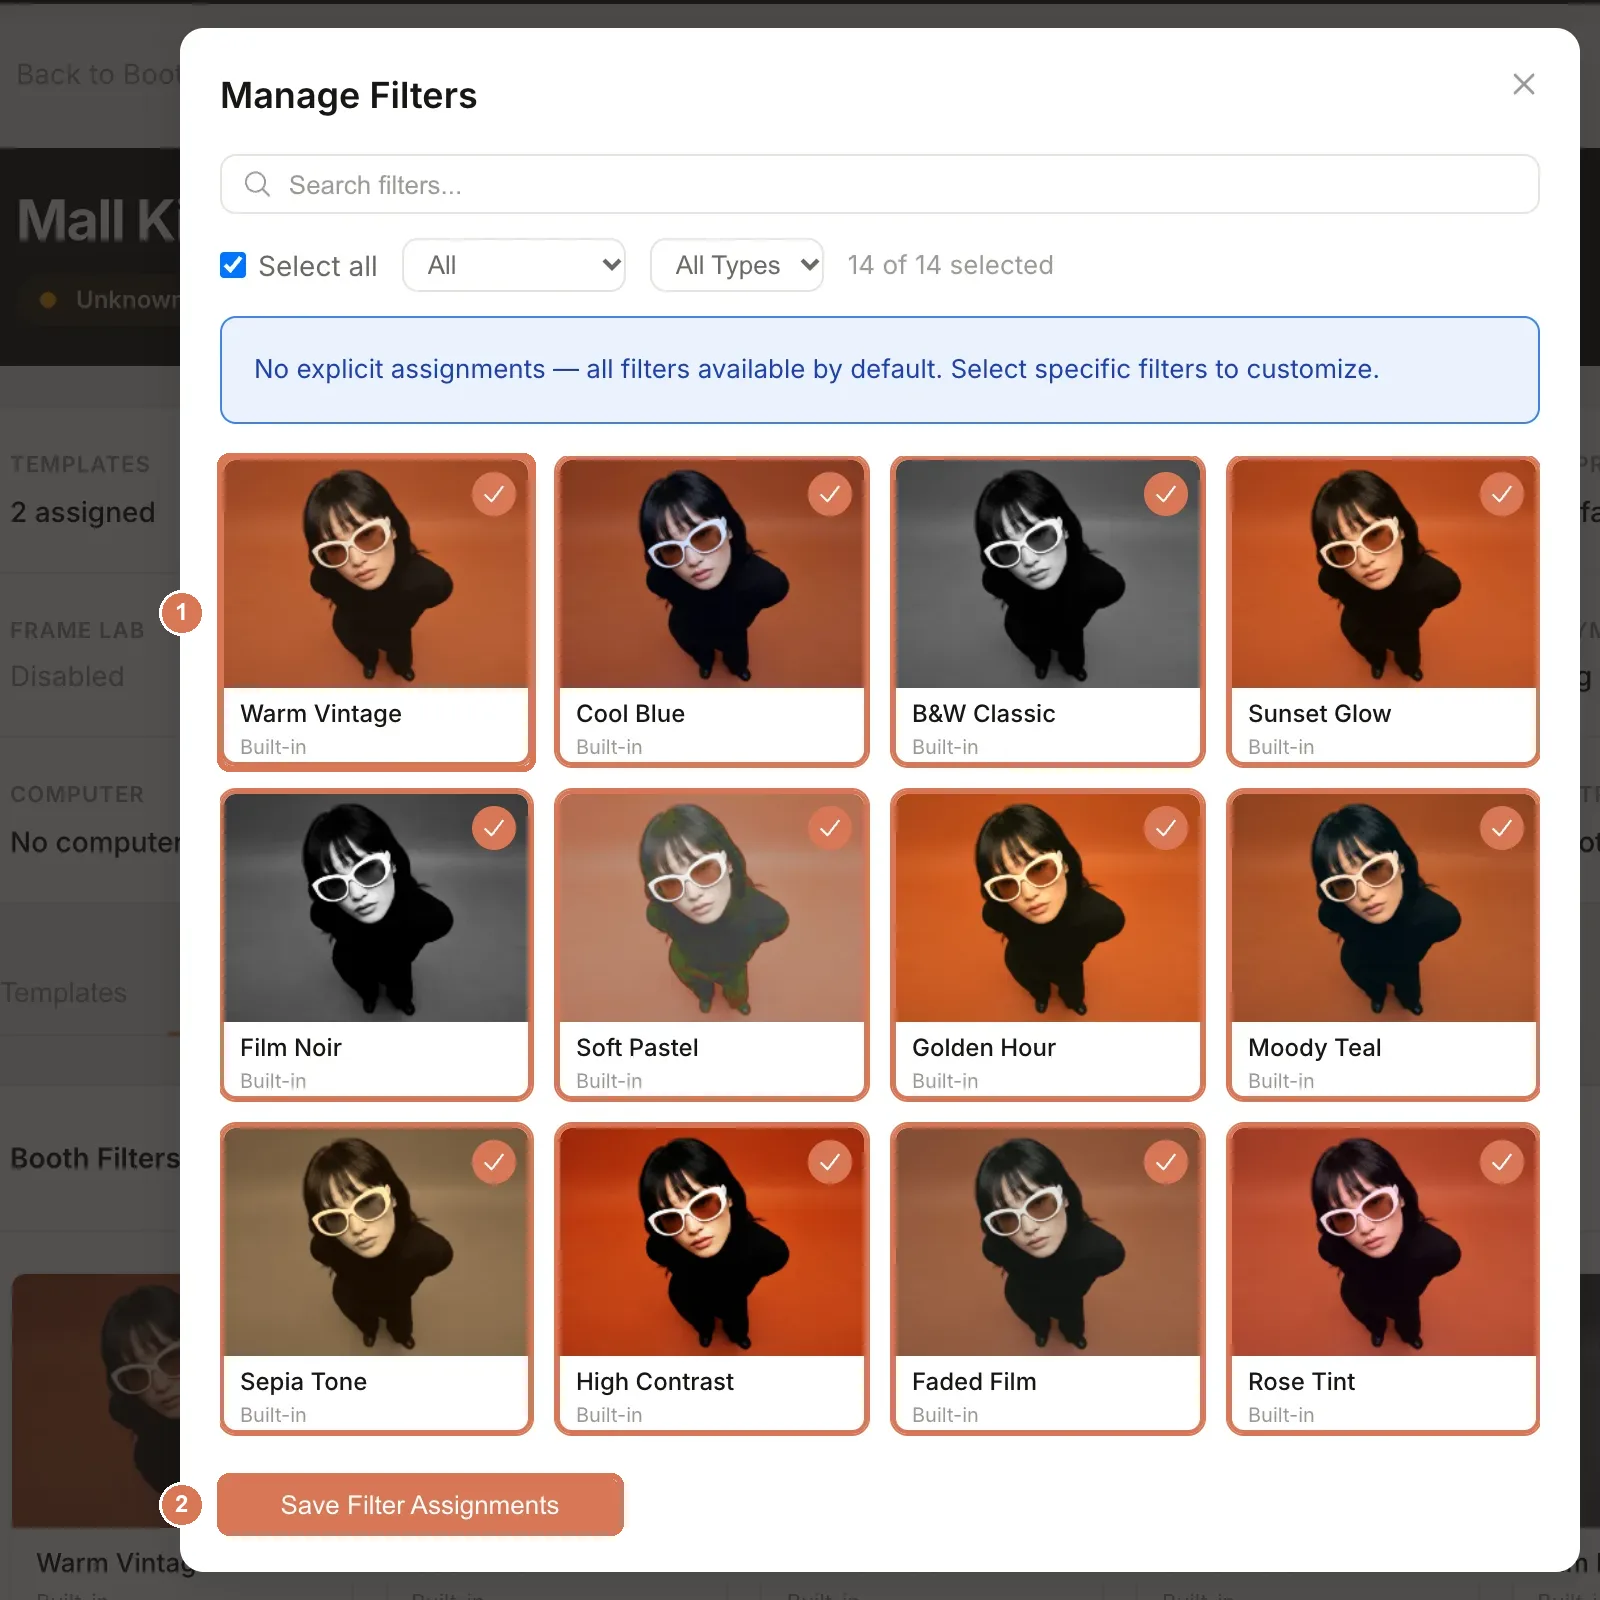 Back to Boot
Manage Filters
Search filters...
Mall Ki
Unknown
Select all
All
All Types
14 of 14 selected
No explicit assignments — all filters available by default. Select specific filters to customize.
TEMPLATES
2 assigned
FRAME LAB
Disabled
COMPUTER
No computer
Templates
Booth Filters
1
Warm Vintage
Built-in
Cool Blue
Built-in
B&W Classic
Built-in
Sunset Glow
Built-in
Film Noir
Built-in
Soft Pastel
Built-in
Golden Hour
Built-in
Moody Teal
Built-in
Sepia Tone
Built-in
High Contrast
Built-in
Faded Film
Built-in
Rose Tint
Built-in
2
Save Filter Assignments
Warm Vintag